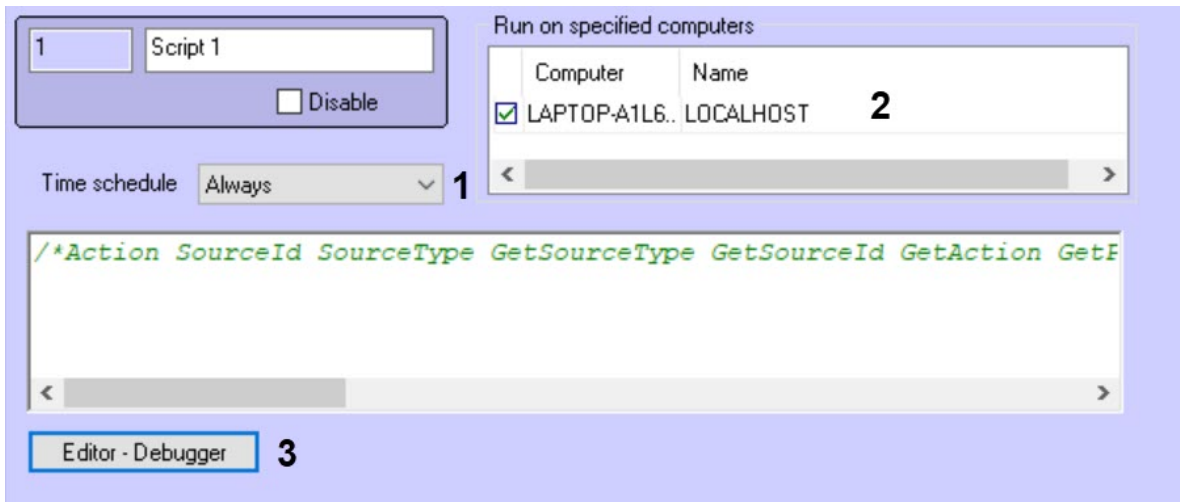 1
Script 1
Disable
Run on specified computers
Computer Name
LAPTOP-A1L6.. LOCALHOST 2
Time schedule Always 1
/*Action SourceId SourceType GetSourceType GetSourceId GetAction
Editor - Debugger 3